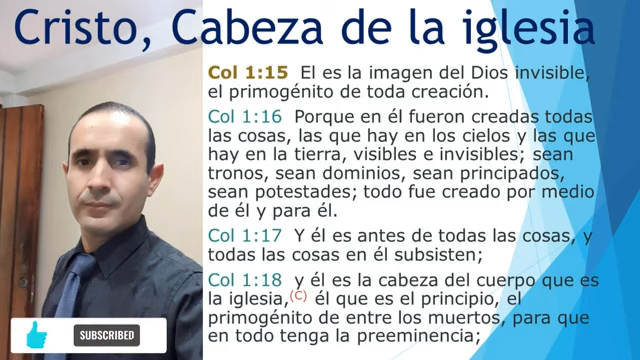 Cristo, Cabeza de la iglesia
Col 1:15 El es la imagen del Dios invisible,
el primogénito de toda creación.
Col 1:16 Porque en él fueron creadas todas
las cosas, las que hay en los cielos y las que
hay en la tierra, visibles e invisibles; sean
tronos, sean dominios, sean principados,
sean potestades; todo fue creado por medio
de él y para él.
Col 1:17 Y él es antes de todas las cosas, y
todas las cosas en él subsisten;
Col 1:18 y él es la cabeza del cuerpo que es
la iglesia,(C) él que es el principio, el
primogénito de entre los muertos, para que
en todo tenga la preeminencia;
SUBSCRIBED